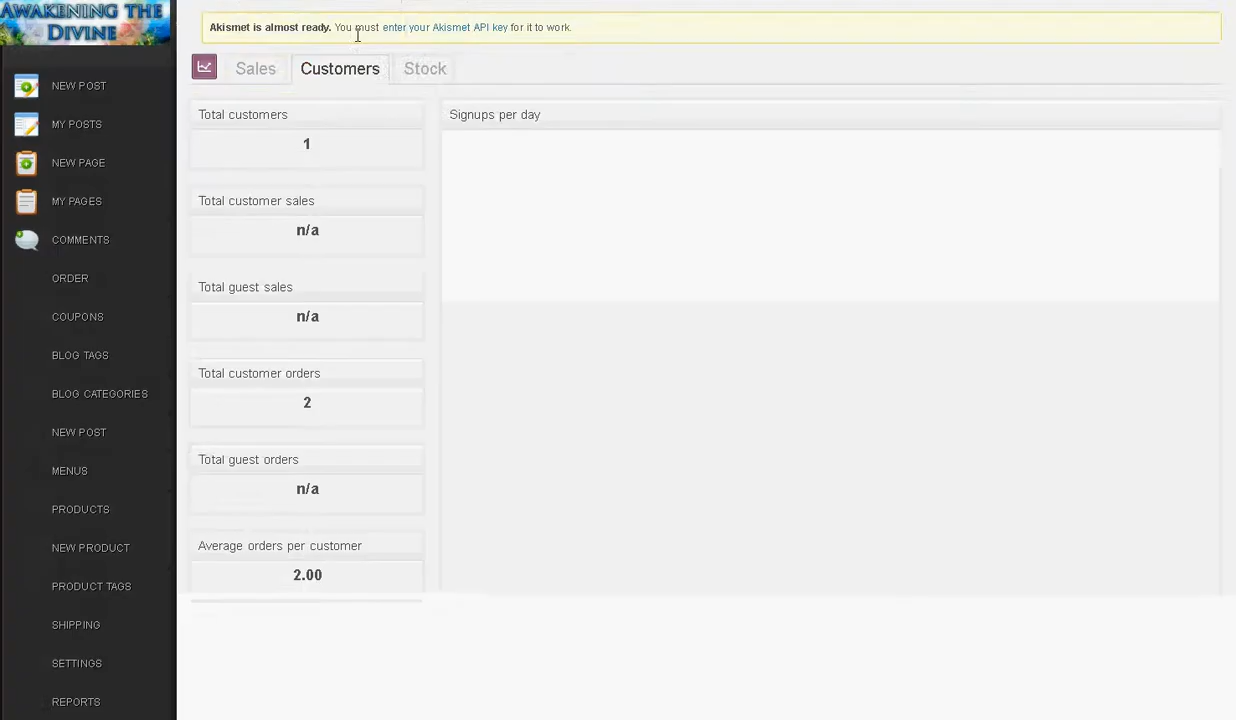 AWAKENING THE
DIVINE
Akismet is almost ready. You must enter your Akismet API key for it to work.
Sales
Customers
Stock
NEW POST
MY POSTS
NEW PAGE
MY PAGES
COMMENTS
ORDER
COUPONS
BLOG TAGS
BLOG CATEGORIES
NEW POST
MENUS
PRODUCTS
NEW PRODUCT
PRODUCT TAGS
SHIPPING
SETTINGS
REPORTS
Total customers
1
Total customer sales
n/a
Total guest sales
n/a
Total customer orders
2
Total guest orders
n/a
Average orders per customer
2.00
Signups per day